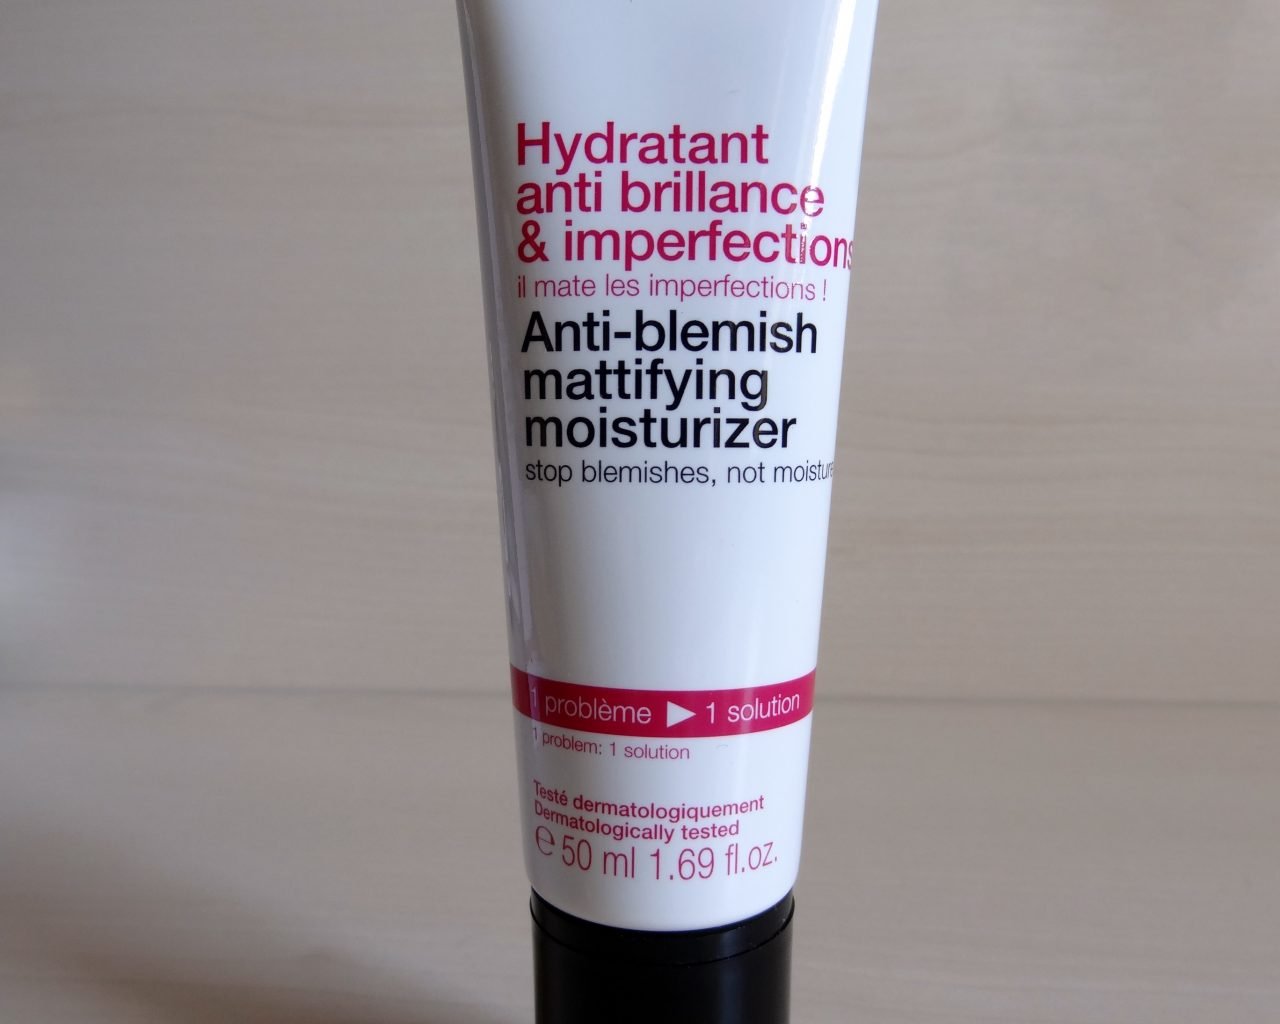 Hydratant
anti brillance
& imperfections
il mate les imperfections !
Anti-blemish
mattifying
moisturizer
stop blemishes, not moisture
1 problème ▶ 1 solution
1 problem: 1 solution
Testé dermatologiquement
Dermatologically tested
℮ 50 ml 1.69 fl.oz.